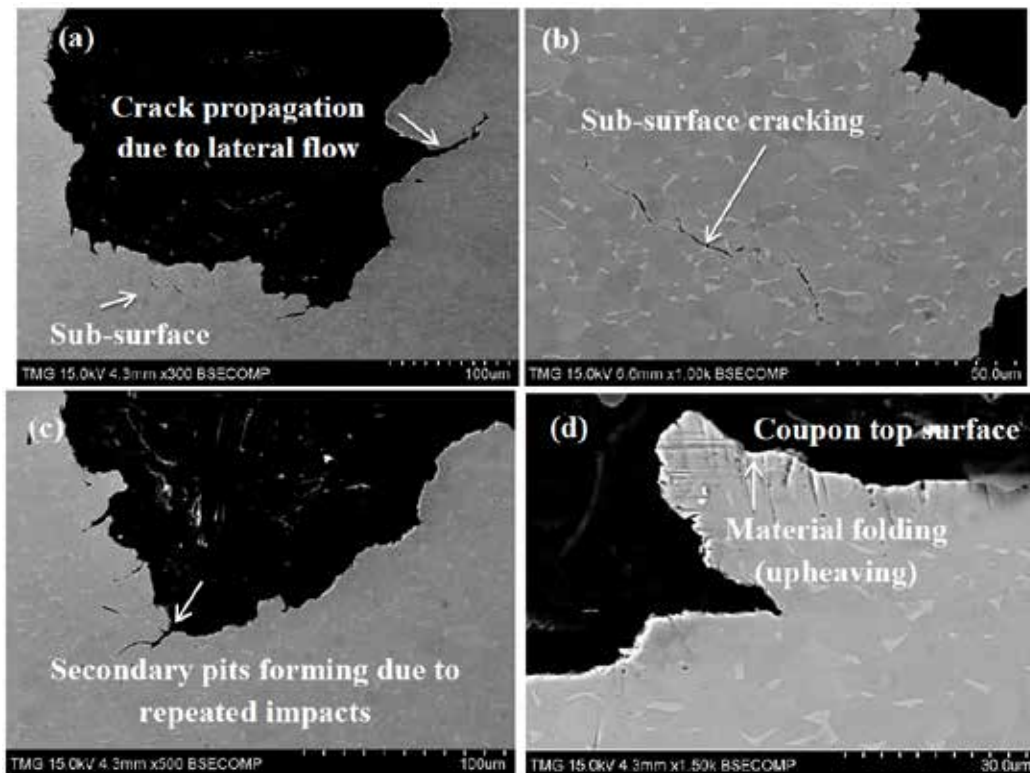 (a)
Crack propagation
due to lateral flow
Sub-surface
TMG 15.0kV 4.3mm x300 BSECOMP
100um
(b)
Sub-surface cracking
TMG 15.0kV 6.6mm x1.00k BSECOMP
50.0um
(c)
Secondary pits forming due to
repeated impacts
TMG 15.0kV 4.3mm x500 BSECOMP
100um
(d)
Coupon top surface
Material folding
(upheaving)
TMG 15.0kV 4.3mm x1.50k BSECOMP
30.0um